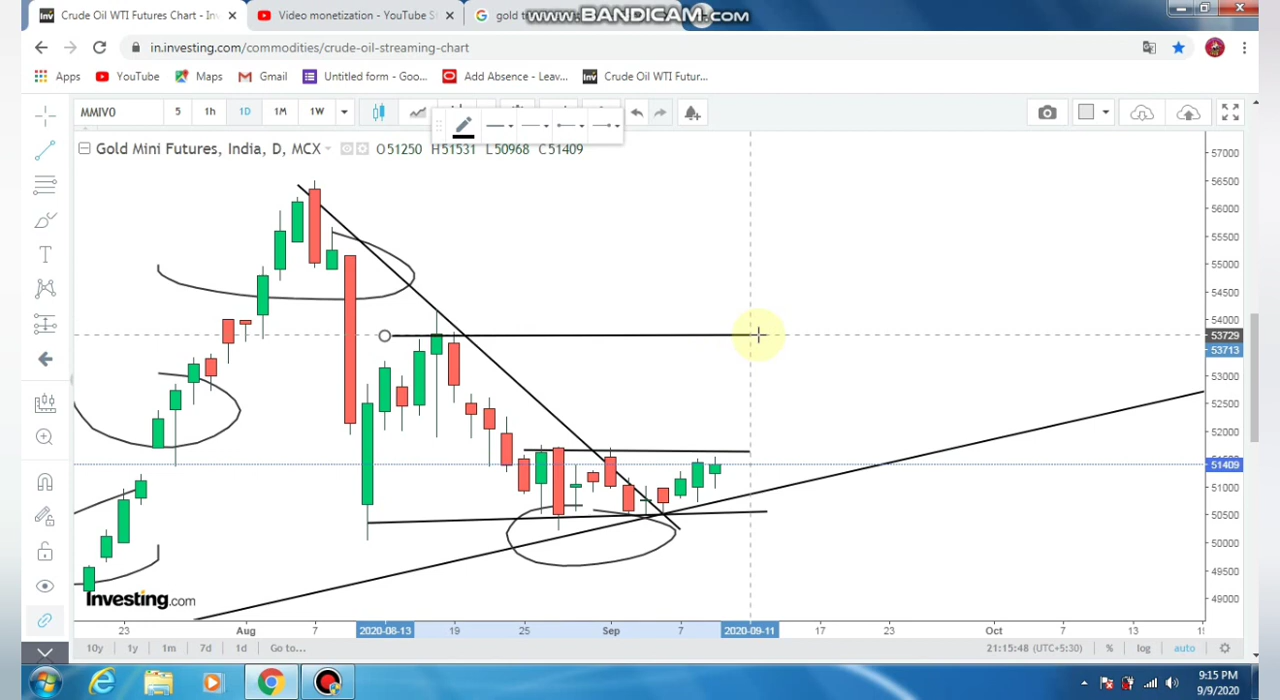 Crude Oil WTI Futures Chart - Inv
Video monetization - YouTube S
gold t
www.BANDICAM.com
in.investing.com/commodities/crude-oil-streaming-chart
Apps
YouTube
Maps
Gmail
Untitled form - Goo...
Add Absence - Leav...
Inv
Crude Oil WTI Futur...
MMIV0
5
1h
1D
1M
1W
Gold Mini Futures, India, D, MCX
O51250 H51531 L50968 C51409
57000
56500
56000
55500
55000
54500
54000
53729
53713
53000
52500
52000
51409
51000
50500
50000
49500
49000
Investing.com
23
Aug
7
2020-08-13
19
25
Sep
7
2020-09-11
17
23
Oct
7
13
10y
1y
1m
7d
1d
Go to...
21:15:48 (UTC+5:30)
%
log
auto
9:15 PM
9/9/2020